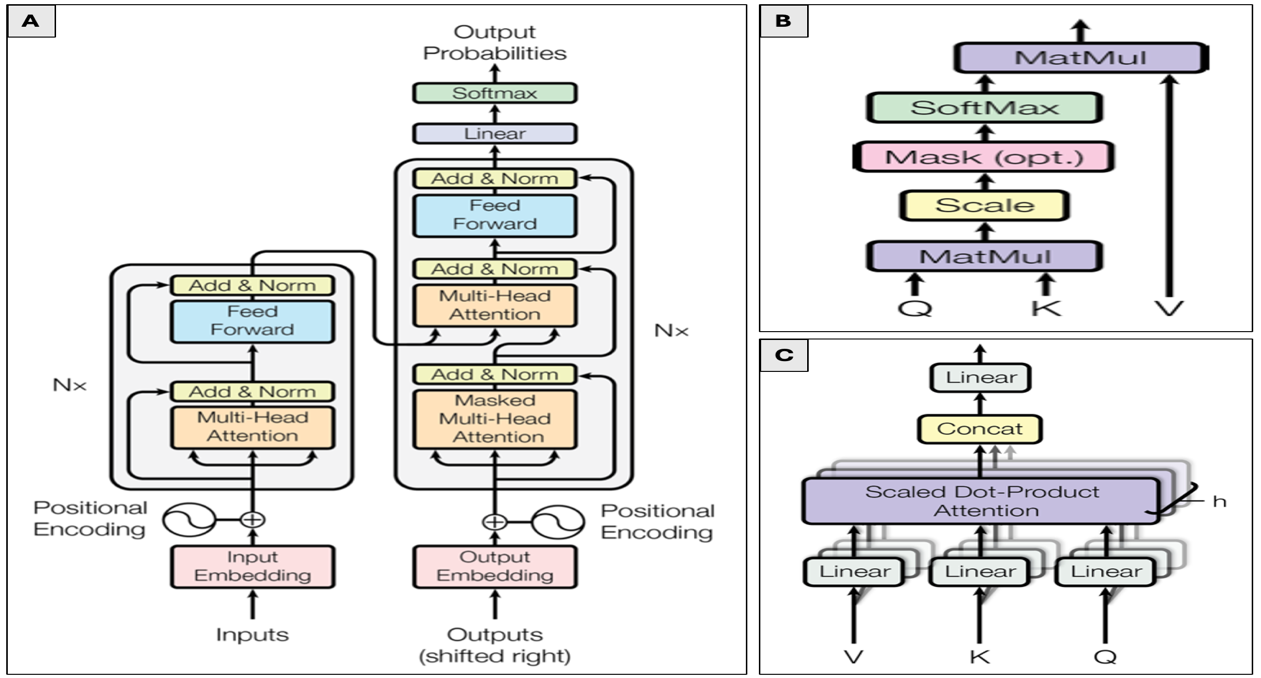 A
Output
Probabilities
Softmax
Linear
Add & Norm
Feed
Forward
Add & Norm
Multi-Head
Attention
Add & Norm
Masked
Multi-Head
Attention
Nx
Add & Norm
Feed
Forward
Add & Norm
Multi-Head
Attention
Nx
Positional
Encoding
Positional
Encoding
Input
Embedding
Output
Embedding
Inputs
Outputs
(shifted right)
B
MatMul
SoftMax
Mask (opt.)
Scale
MatMul
Q K V
C
Linear
Concat
Scaled Dot-Product
Attention
h
Linear Linear Linear
V K Q